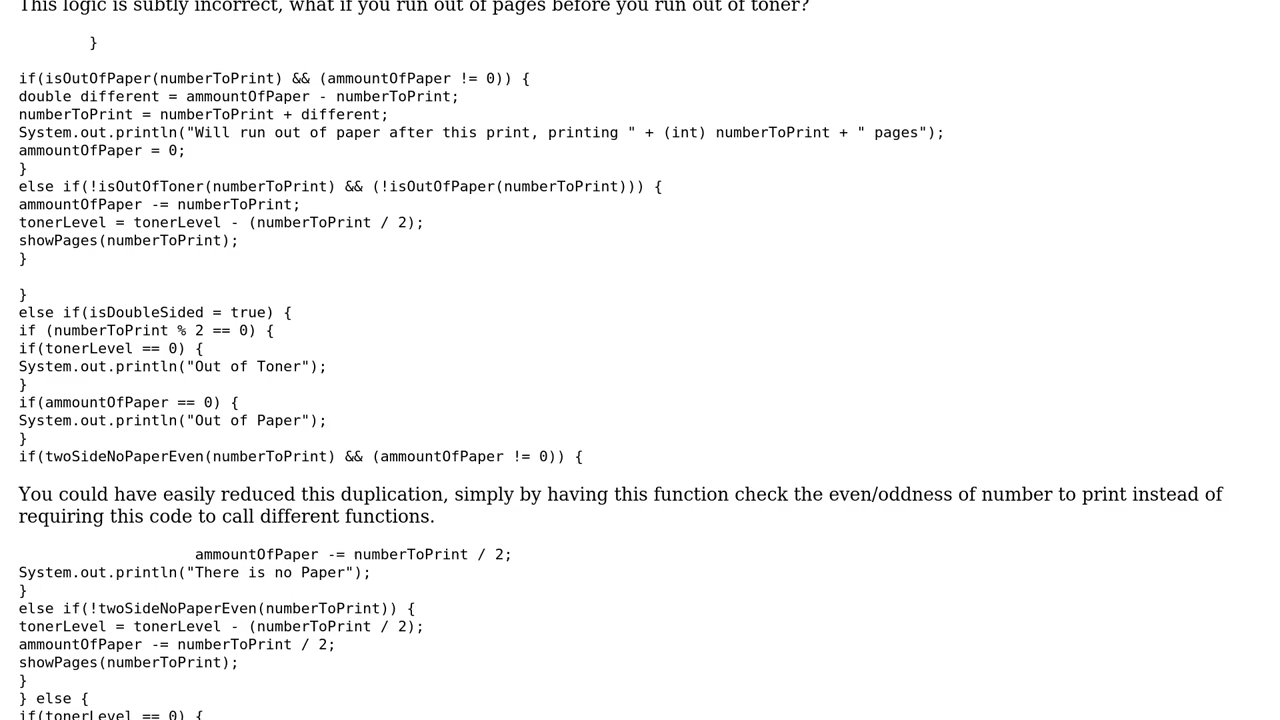 This logic is subtly incorrect, what if you run out of pages before you run out of toner?
}
if(isOutOfPaper(numberToPrint) && (ammountOfPaper != 0)) {
double different = ammountOfPaper - numberToPrint;
numberToPrint = numberToPrint + different;
System.out.println("Will run out of paper after this print, printing " + (int) numberToPrint + " pages");
ammountOfPaper = 0;
}
else if(!isOutOfToner(numberToPrint) && (!isOutOfPaper(numberToPrint))) {
ammountOfPaper -= numberToPrint;
tonerLevel = tonerLevel - (numberToPrint / 2);
showPages(numberToPrint);
}
}
else if(isDoubleSided = true) {
if (numberToPrint % 2 == 0) {
if(tonerLevel == 0) {
System.out.println("Out of Toner");
}
if(ammountOfPaper == 0) {
System.out.println("Out of Paper");
}
if(twoSideNoPaperEven(numberToPrint) && (ammountOfPaper != 0)) {
You could have easily reduced this duplication, simply by having this function check the even/oddness of number to print instead of
requiring this code to call different functions.
ammountOfPaper -= numberToPrint / 2;
System.out.println("There is no Paper");
}
else if(!twoSideNoPaperEven(numberToPrint)) {
tonerLevel = tonerLevel - (numberToPrint / 2);
ammountOfPaper -= numberToPrint / 2;
showPages(numberToPrint);
}
} else {
if(tonerLevel == 0) {